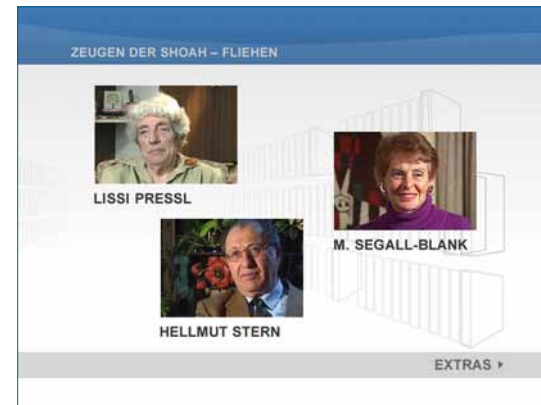 ZEUGEN DER SHOAH – FLIEHEN
LISSI PRESSL
M. SEGALL-BLANK
HELLMUT STERN
EXTRAS